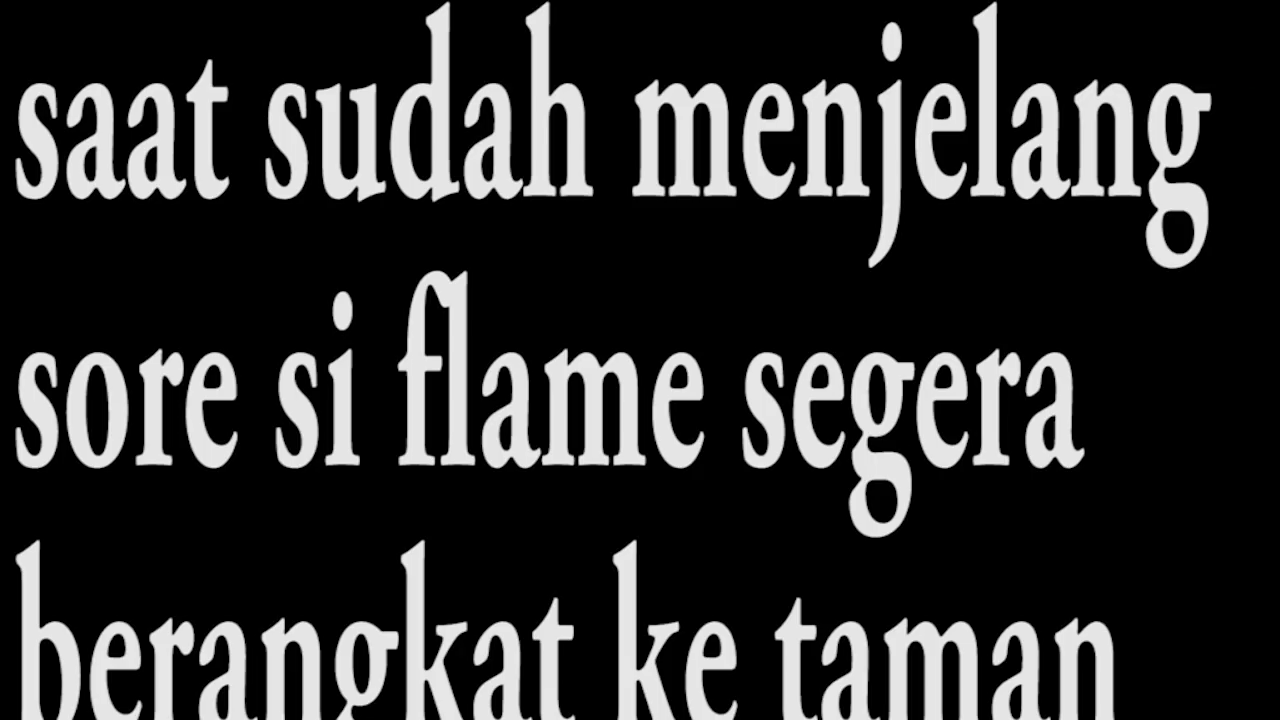 saat sudah menjelang
sore si flame segera
berangkat ke taman